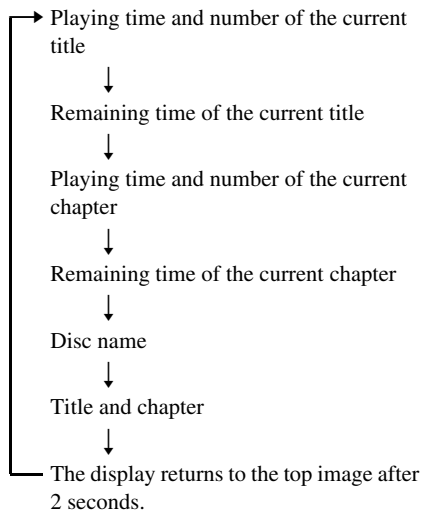 Playing time and number of the current
title
Remaining time of the current title
Playing time and number of the current
chapter
Remaining time of the current chapter
Disc name
Title and chapter
The display returns to the top image after
2 seconds.